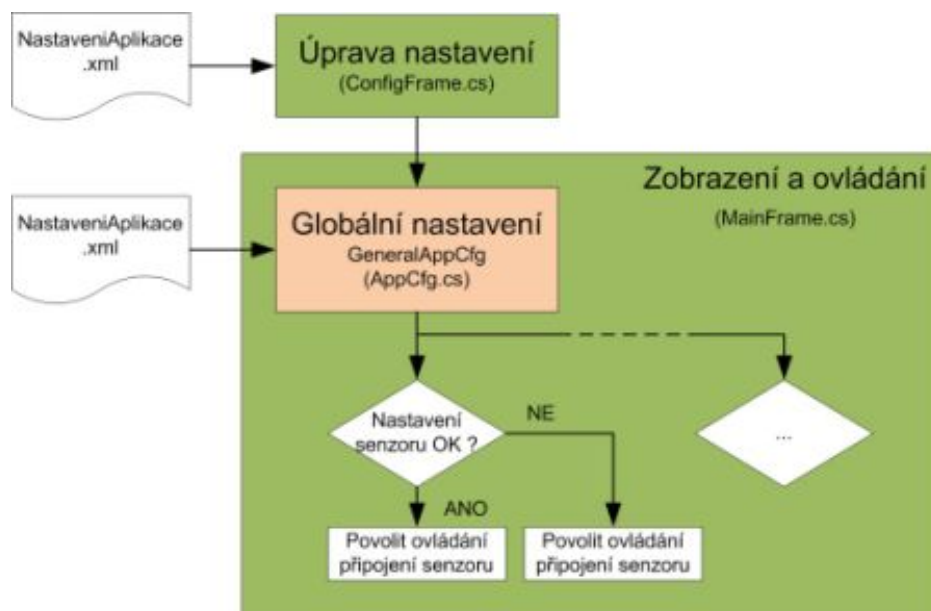 NastaveniAplikace
.xml
Úprava nastavení
(ConfigFrame.cs)
Zobrazení a ovládání
(MainFrame.cs)
NastaveniAplikace
.xml
Globální nastavení
GeneralAppCfg
(AppCfg.cs)
Nastavení
senzoru OK ?
NE
...
ANO
Povolit ovládání
připojení senzoru
Povolit ovládání
připojení senzoru